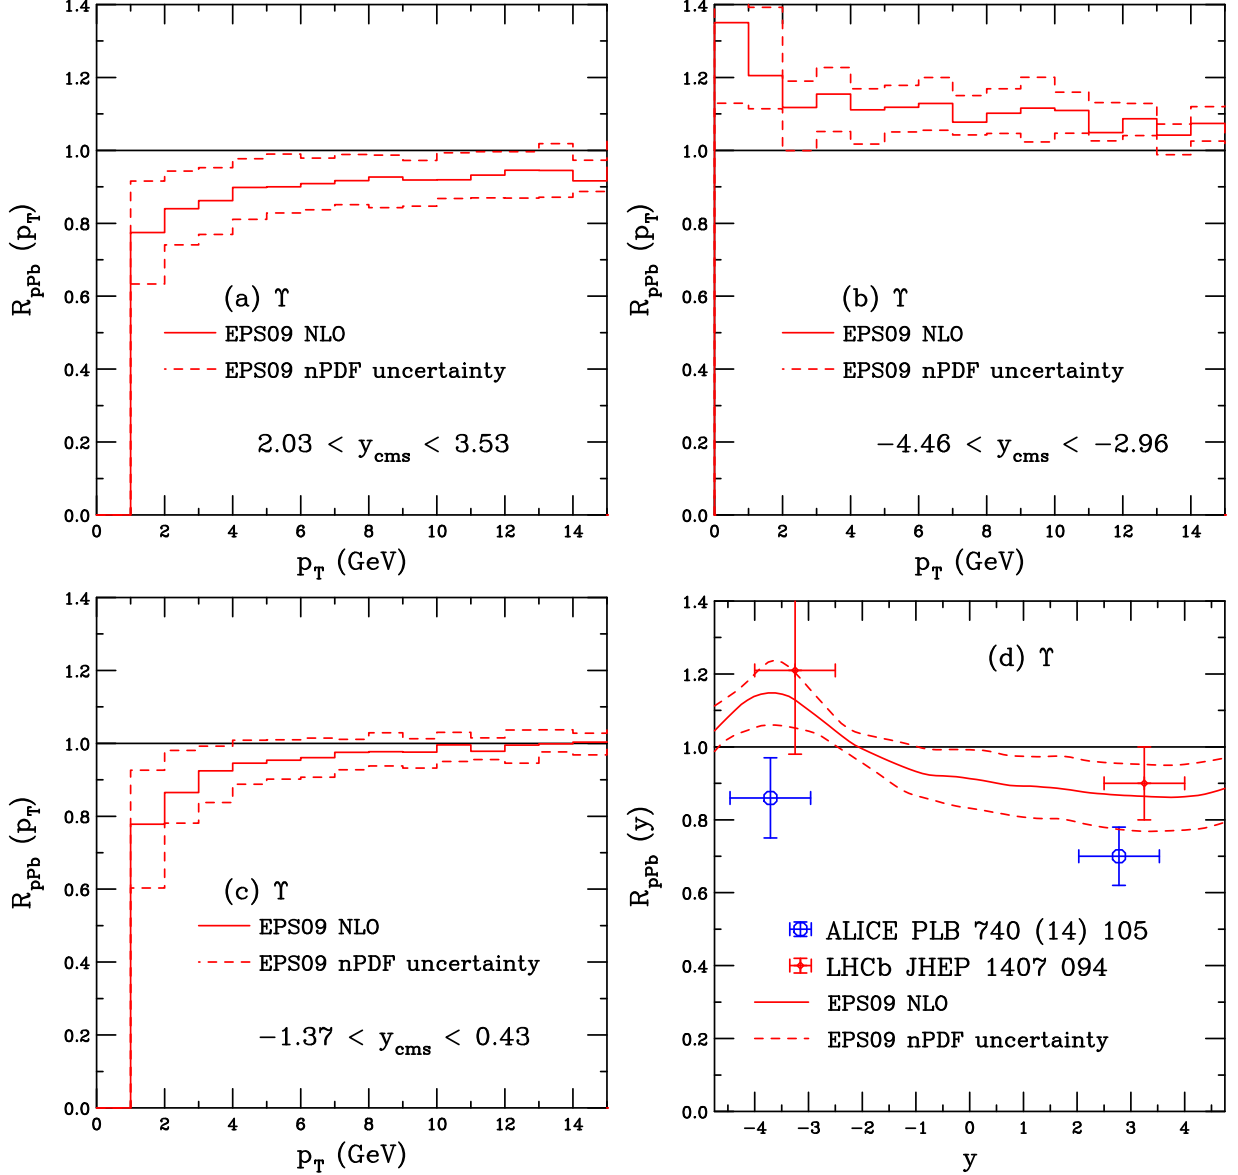 1.4
1.2
1.0
0.8
0.6
0.4
0.2
0.0
R_pPb (p_T)
(a) ϒ
EPS09 NLO
EPS09 nPDF uncertainty
2.03 < y_cms < 3.53
0 2 4 6 8 10 12 14
p_T (GeV)
1.4
1.2
1.0
0.8
0.6
0.4
0.2
0.0
R_pPb (p_T)
(b) ϒ
EPS09 NLO
EPS09 nPDF uncertainty
−4.46 < y_cms < −2.96
0 2 4 6 8 10 12 14
p_T (GeV)
1.4
1.2
1.0
0.8
0.6
0.4
0.2
0.0
R_pPb (p_T)
(c) ϒ
EPS09 NLO
EPS09 nPDF uncertainty
−1.37 < y_cms < 0.43
0 2 4 6 8 10 12 14
p_T (GeV)
1.4
1.2
1.0
0.8
0.6
0.4
0.2
0.0
R_pPb (y)
(d) ϒ
ALICE PLB 740 (14) 105
LHCb JHEP 1407 094
EPS09 NLO
EPS09 nPDF uncertainty
−4 −3 −2 −1 0 1 2 3 4
y